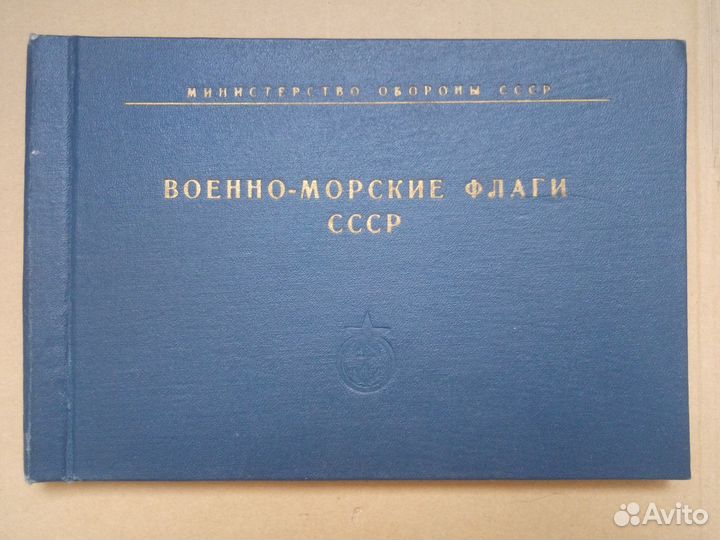 МИНИСТЕРСТВО ОБОРОНЫ СССР
ВОЕННО-МОРСКИЕ ФЛАГИ
СССР
Avito